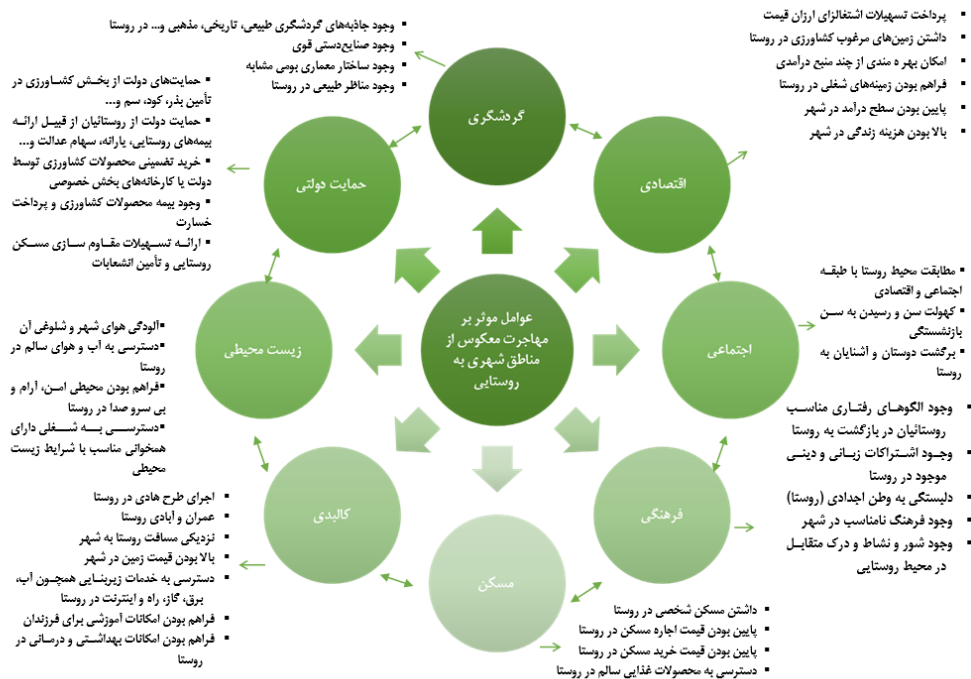 گردشگری
▪ وجود جاذبه‌های گردشگری طبیعی، تاریخی، مذهبی و... در روستا
▪ وجود صنایع‌دستی قوی
▪ وجود ساختار معماری بومی مشابه
▪ وجود مناظر طبیعی در روستا
اقتصادی
▪ پرداخت تسهیلات اشتغالزای ارزان قیمت
▪ داشتن زمین‌های مرغوب کشاورزی در روستا
▪ امکان بهره مندی از چند منبع درآمدی
▪ فراهم بودن زمینه‌های شغلی در روستا
▪ پایین بودن سطح درآمد در شهر
▪ بالا بودن هزینه زندگی در شهر
اجتماعی
▪ مطابقت محیط روستا با طبقه
اجتماعی و اقتصادی
▪ کهولت سن و رسیدن به سن
بازنشستگی
▪ برگشت دوستان و آشنایان به
روستا
فرهنگی
▪ وجود الگوهای رفتاری مناسب
روستائیان در بازگشت به روستا
▪ وجود اشتراکات زبانی و دینی
موجود در روستا
▪ دلبستگی به وطن اجدادی (روستا)
▪ وجود فرهنگ نامناسب در شهر
▪ وجود شور و نشاط و درک متقابل
در محیط روستایی
مسکن
▪ داشتن مسکن شخصی در روستا
▪ پایین بودن قیمت اجاره مسکن در روستا
▪ پایین بودن قیمت خرید مسکن در روستا
▪ دسترسی به محصولات غذایی سالم در روستا
کالبدی
▪ اجرای طرح هادی در روستا
▪ عمران و آبادی روستا
▪ نزدیکی مسافت روستا به شهر
▪ بالا بودن قیمت زمین در شهر
▪ دسترسی به خدمات زیربنایی همچون آب،
برق، گاز، راه و اینترنت در روستا
▪ فراهم بودن امکانات آموزشی برای فرزندان
▪ فراهم بودن امکانات بهداشتی و درمانی در
روستا
زیست محیطی
▪آلودگی هوای شهر و شلوغی آن
▪دسترسی به آب و هوای سالم در
روستا
▪فراهم بودن محیطی امن، آرام و
بی سرو صدا در روستا
▪دسترسی به شغلی دارای
همخوانی مناسب با شرایط زیست
محیطی
حمایت دولتی
▪ حمایت‌های دولت از بخش کشاورزی در
تأمین بذر، کود، سم و...
▪ حمایت دولت از روستائیان از قبیل ارائه
بیمه‌های روستایی، یارانه، سهام عدالت و...
▪ خرید تضمینی محصولات کشاورزی توسط
دولت یا کارخانه‌های بخش خصوصی
▪ وجود بیمه محصولات کشاورزی و پرداخت
خسارت
▪ ارائه تسهیلات مقاوم سازی مسکن
روستایی و تأمین انشعابات
عوامل موثر بر
مهاجرت معکوس از
مناطق شهری به
روستایی